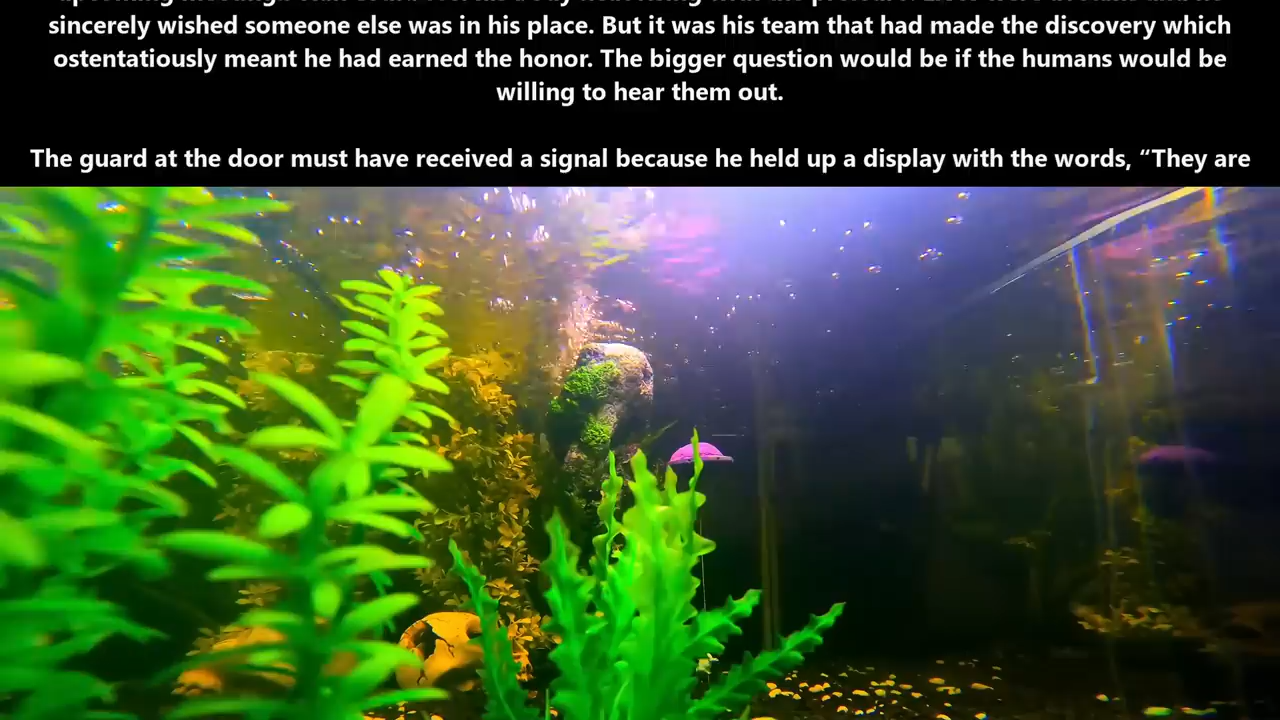 sincerely wished someone else was in his place. But it was his team that had made the discovery which
ostentatiously meant he had earned the honor. The bigger question would be if the humans would be
willing to hear them out.
The guard at the door must have received a signal because he held up a display with the words, “They are